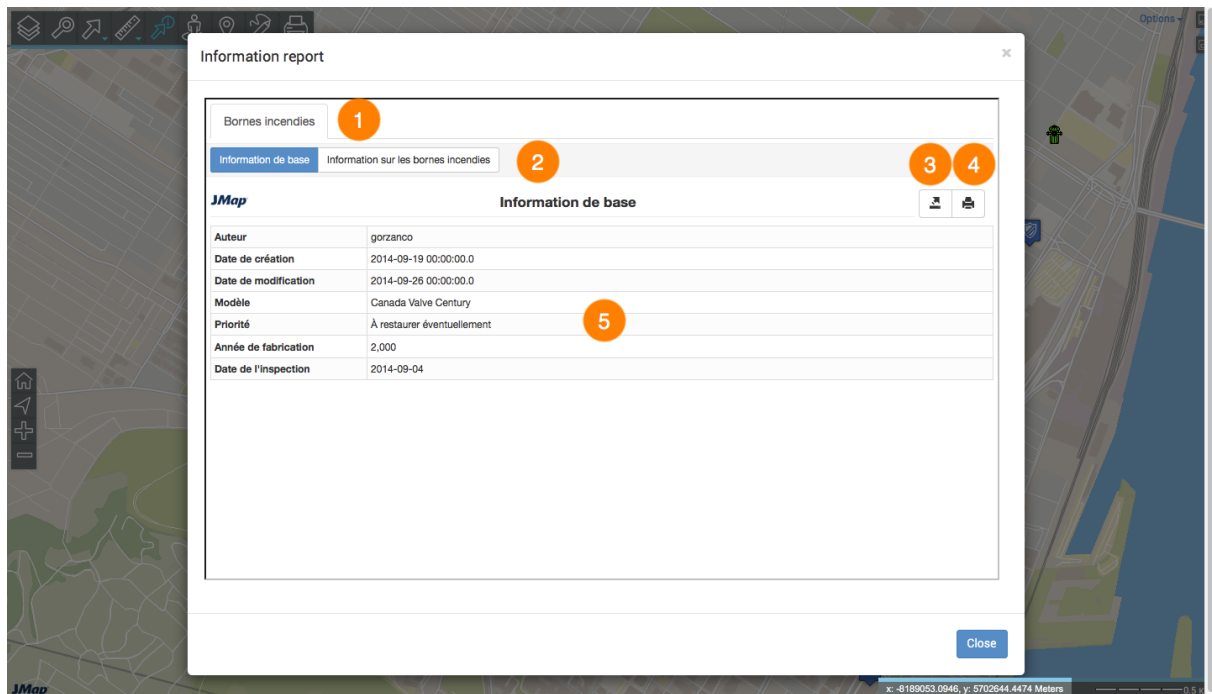 Options
Information report
×
Bornes incendies
1
Information de base Information sur les bornes incendies
2
3 4
JMap
Information de base
Auteur gorzanco
Date de création 2014-09-19 00:00:00.0
Date de modification 2014-09-26 00:00:00.0
Modèle Canada Valve Century
Priorité À restaurer éventuellement
5
Année de fabrication 2,000
Date de l'inspection 2014-09-04
Close
JMap
x: -8189053.0946, y: 5702644.4474 Meters
0.5